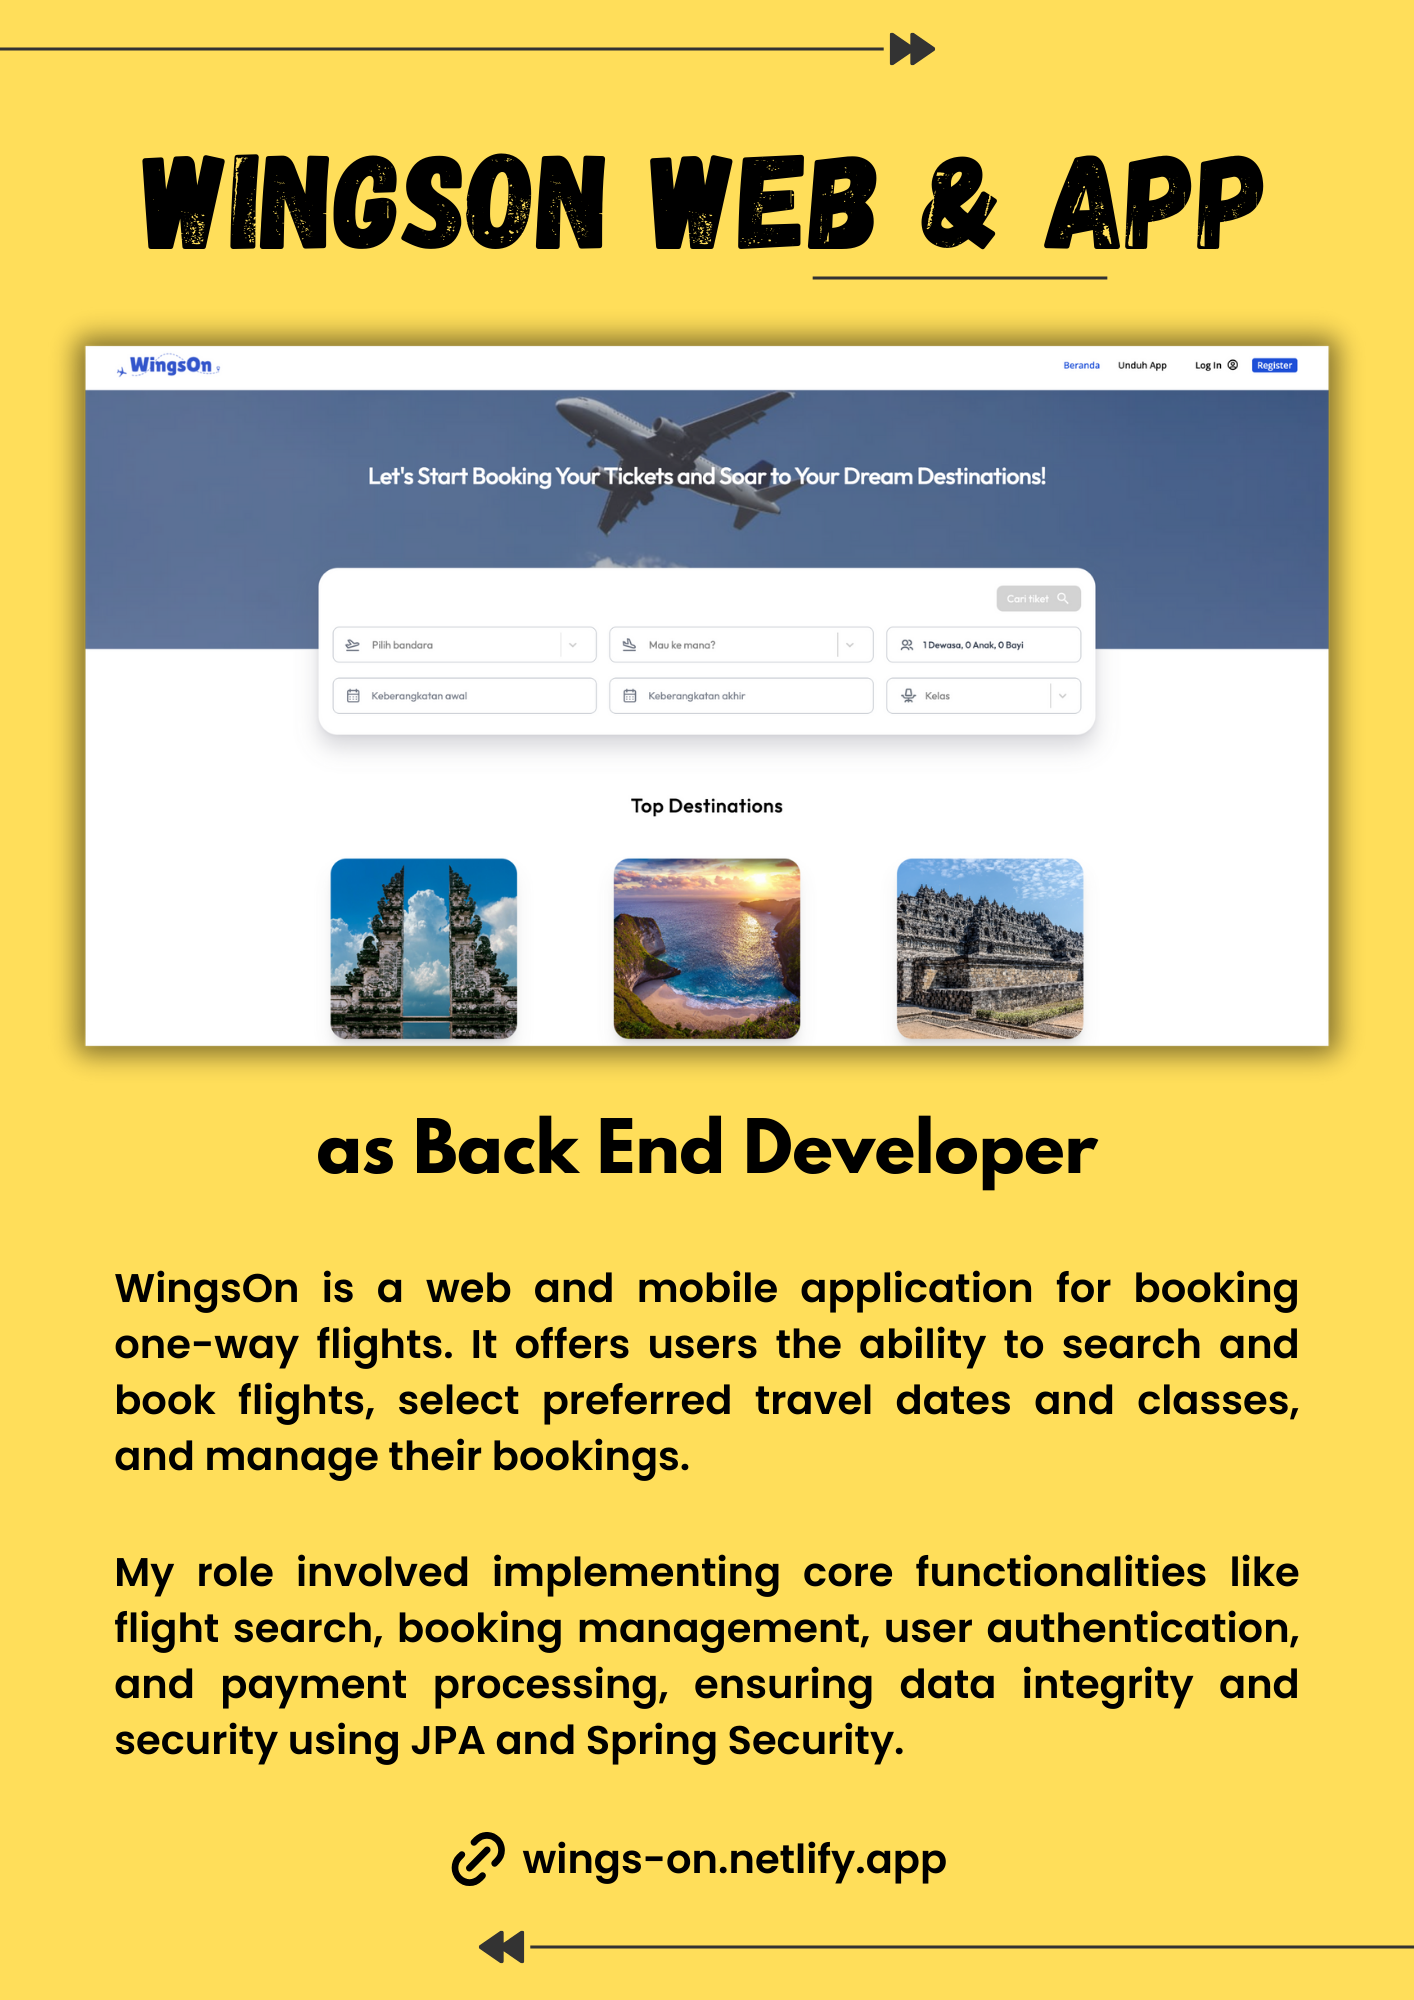 WINGSON WEB & APP
WingsOn
Beranda Unduh App Log In Register
Let's Start Booking Your Tickets and Soar to Your Dream Destinations!
Cari tiket
Pilih bandara Mau ke mana? 1 Dewasa, 0 Anak, 0 Bayi
Keberangkatan awal Keberangkatan akhir Kelas
Top Destinations
as Back End Developer
WingsOn is a web and mobile application for booking
one-way flights. It offers users the ability to search and
book flights, select preferred travel dates and classes,
and manage their bookings.
My role involved implementing core functionalities like
flight search, booking management, user authentication,
and payment processing, ensuring data integrity and
security using JPA and Spring Security.
wings-on.netlify.app